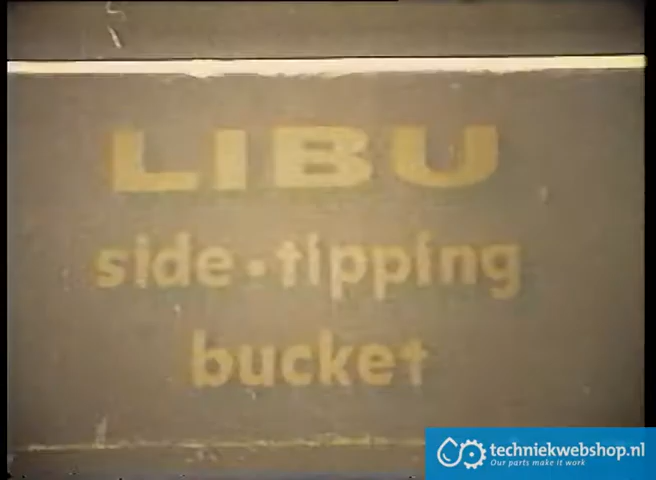 LIBU
side-tipping
bucket
techniekwebshop.nl
Our parts make it work